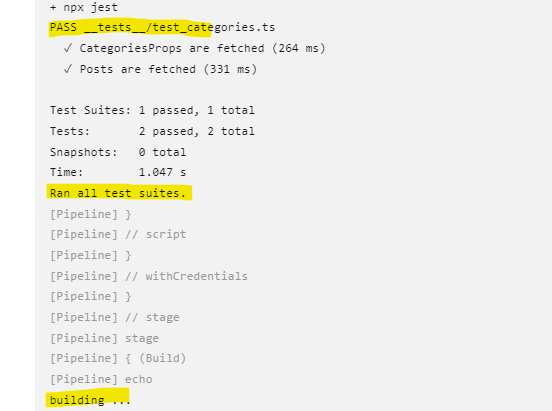 + npx jest
PASS __tests__/test_categories.ts
✓ CategoriesProps are fetched (264 ms)
✓ Posts are fetched (331 ms)
Test Suites: 1 passed, 1 total
Tests:       2 passed, 2 total
Snapshots:   0 total
Time:        1.047 s
Ran all test suites.
[Pipeline] }
[Pipeline] // script
[Pipeline] }
[Pipeline] // withCredentials
[Pipeline] }
[Pipeline] // stage
[Pipeline] stage
[Pipeline] { (Build)
[Pipeline] echo
building ...